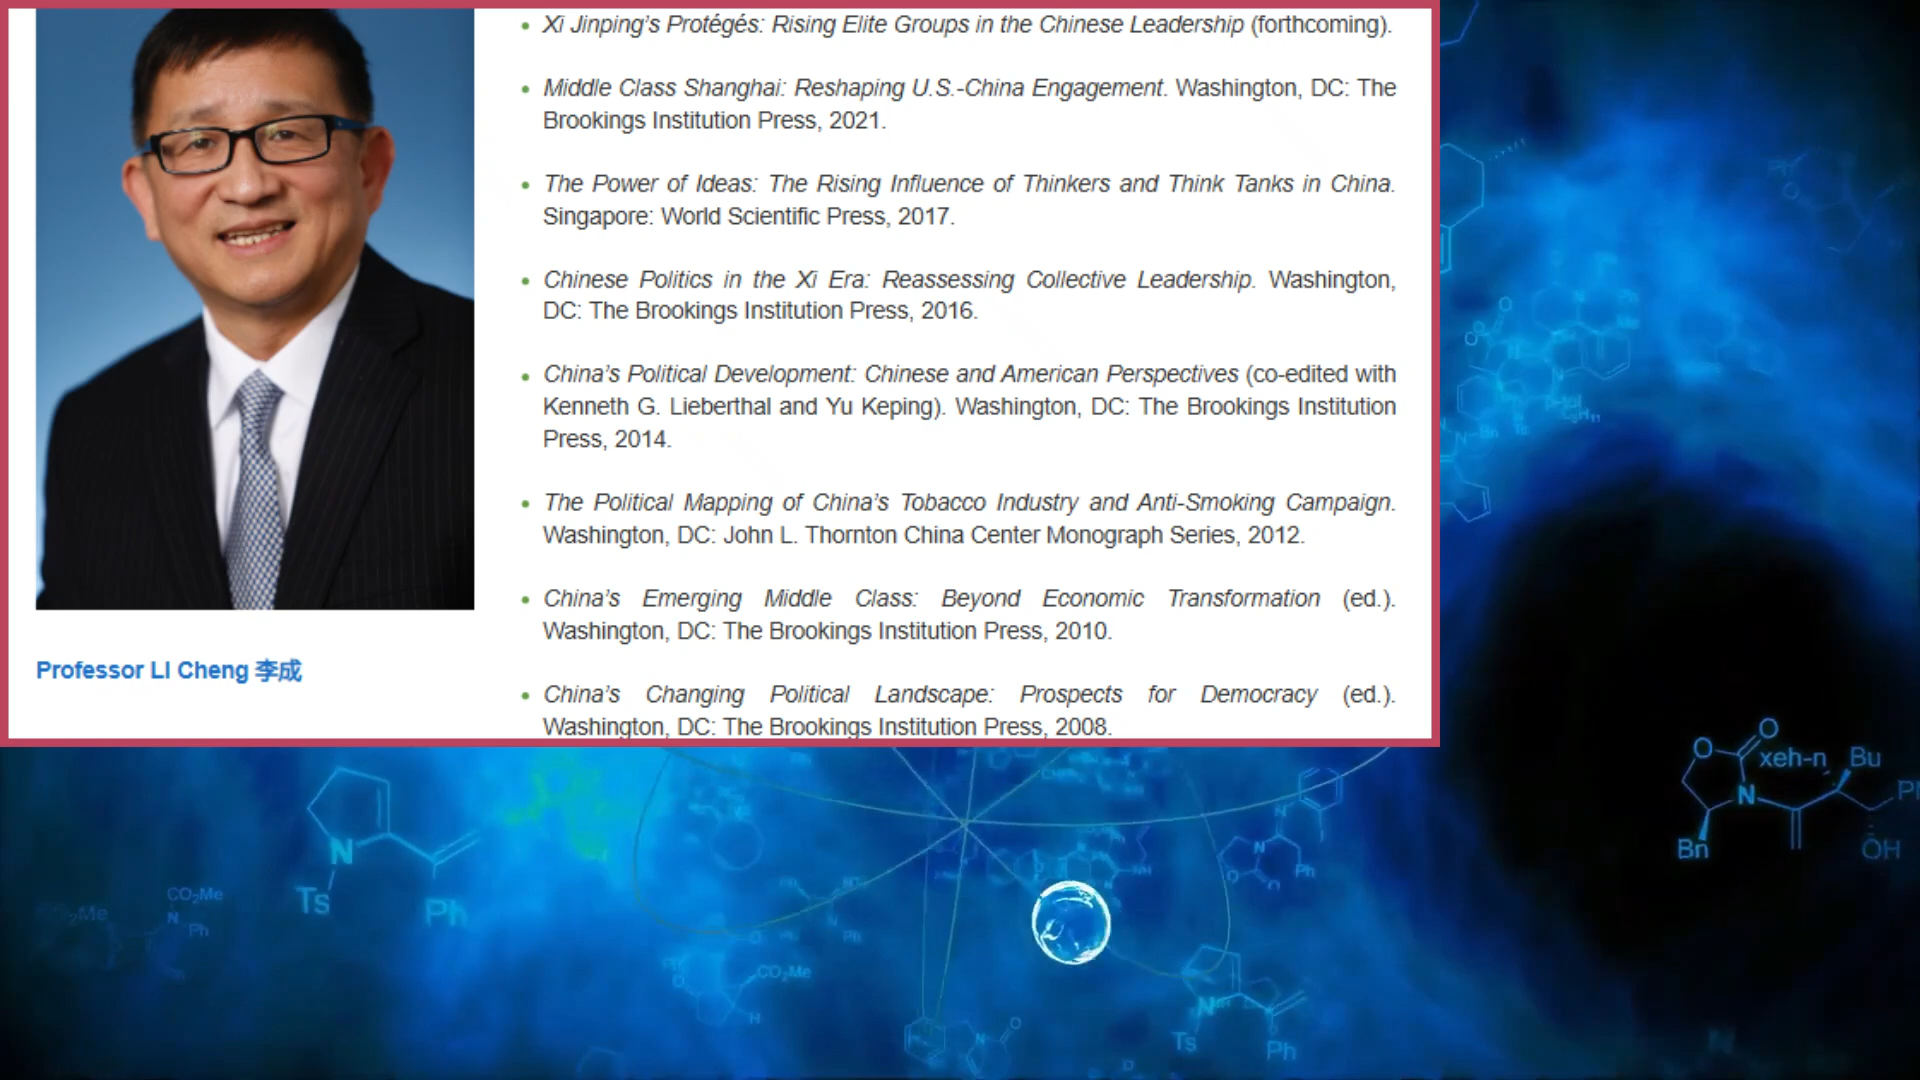 Xi Jinping’s Protégés: Rising Elite Groups in the Chinese Leadership (forthcoming).
Middle Class Shanghai: Reshaping U.S.-China Engagement. Washington, DC: The
Brookings Institution Press, 2021.
The Power of Ideas: The Rising Influence of Thinkers and Think Tanks in China.
Singapore: World Scientific Press, 2017.
Chinese Politics in the Xi Era: Reassessing Collective Leadership. Washington,
DC: The Brookings Institution Press, 2016.
China’s Political Development: Chinese and American Perspectives (co-edited with
Kenneth G. Lieberthal and Yu Keping). Washington, DC: The Brookings Institution
Press, 2014.
The Political Mapping of China’s Tobacco Industry and Anti-Smoking Campaign.
Washington, DC: John L. Thornton China Center Monograph Series, 2012.
China’s Emerging Middle Class: Beyond Economic Transformation (ed.).
Washington, DC: The Brookings Institution Press, 2010.
China’s Changing Political Landscape: Prospects for Democracy (ed.).
Washington, DC: The Brookings Institution Press, 2008.
Professor LI Cheng 李成
O
O
xeh-n
Bu
N
Bn
OH
N
Ts
Ph
CO₂Me
N
Ph
CO₂Me
H
N
Ts
Ph
N
Ph
O